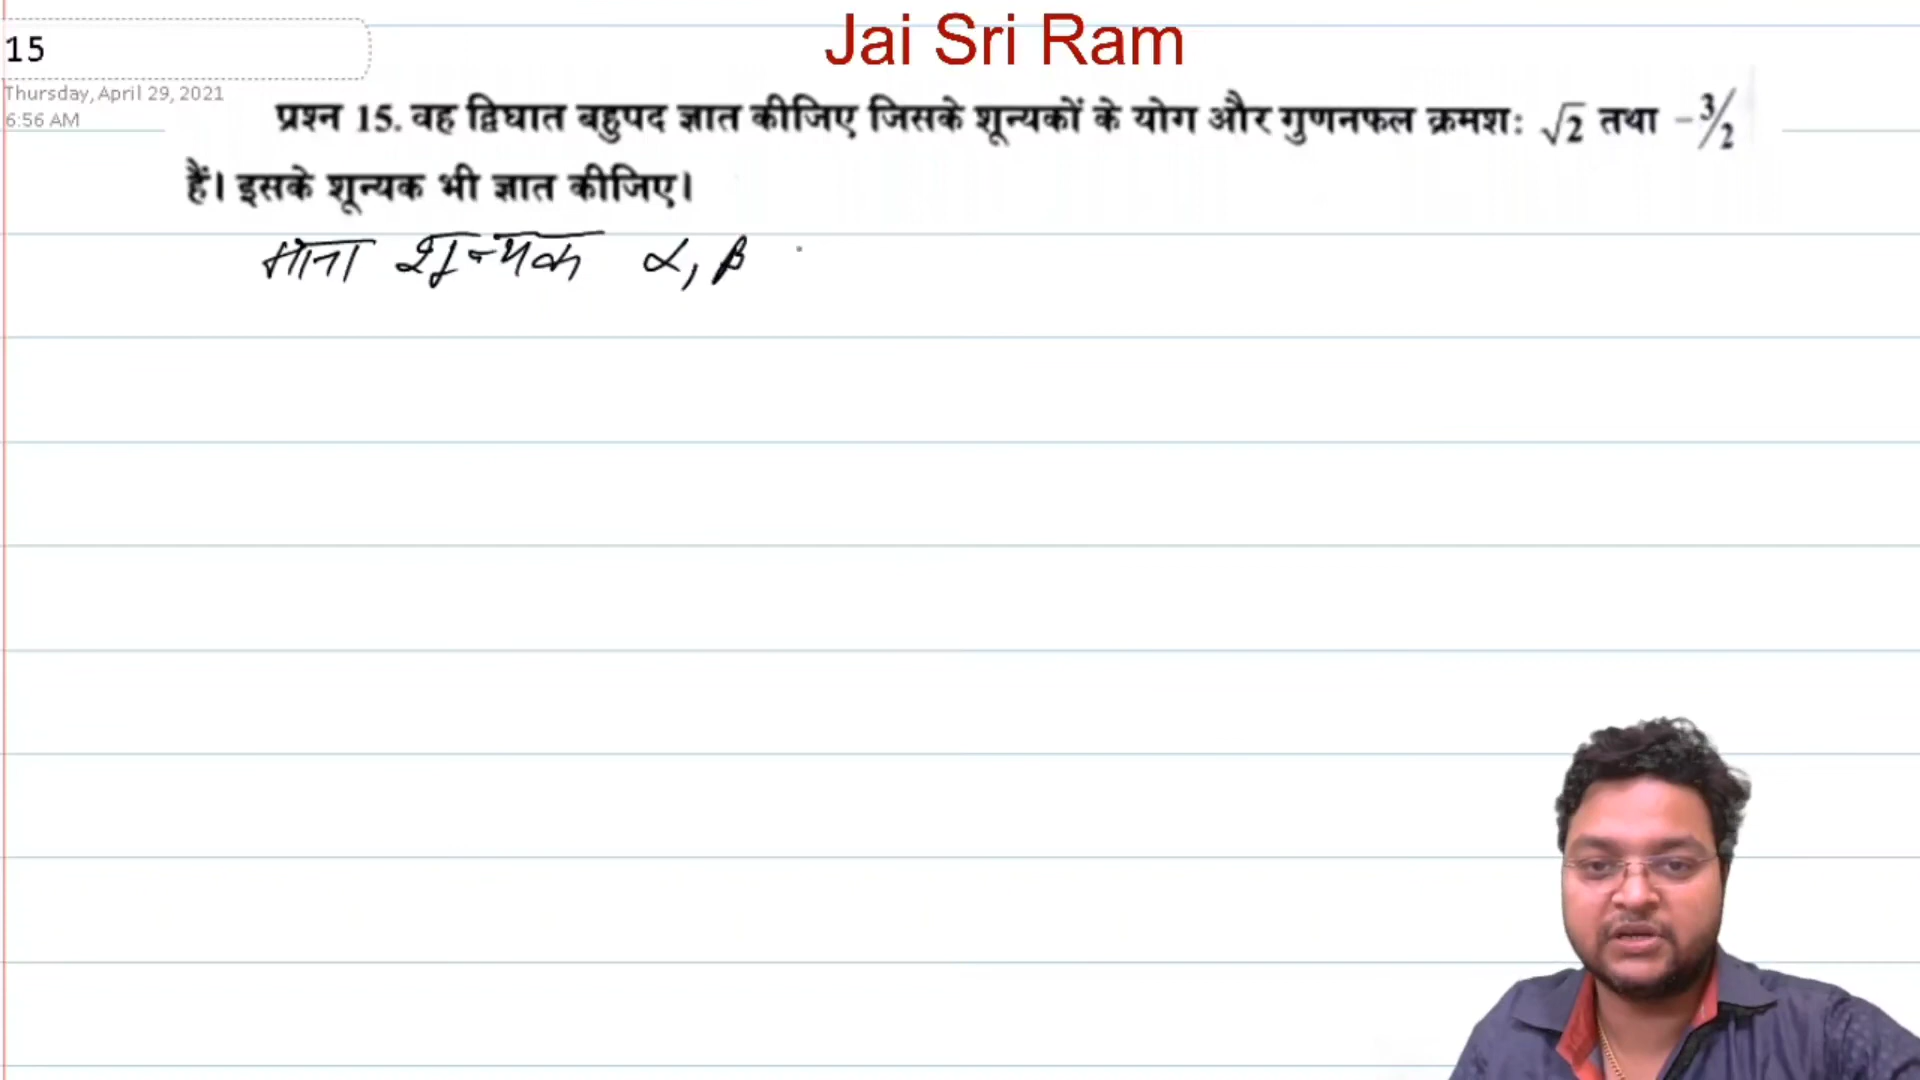 Jai Sri Ram
15
Thursday, April 29, 2021
6:56 AM
प्रश्न 15. वह द्विघात बहुपद ज्ञात कीजिए जिसके शून्यकों के योग और गुणनफल क्रमशः √2 तथा -3/2
हैं। इसके शून्यक भी ज्ञात कीजिए।
माना शून्यक α, β